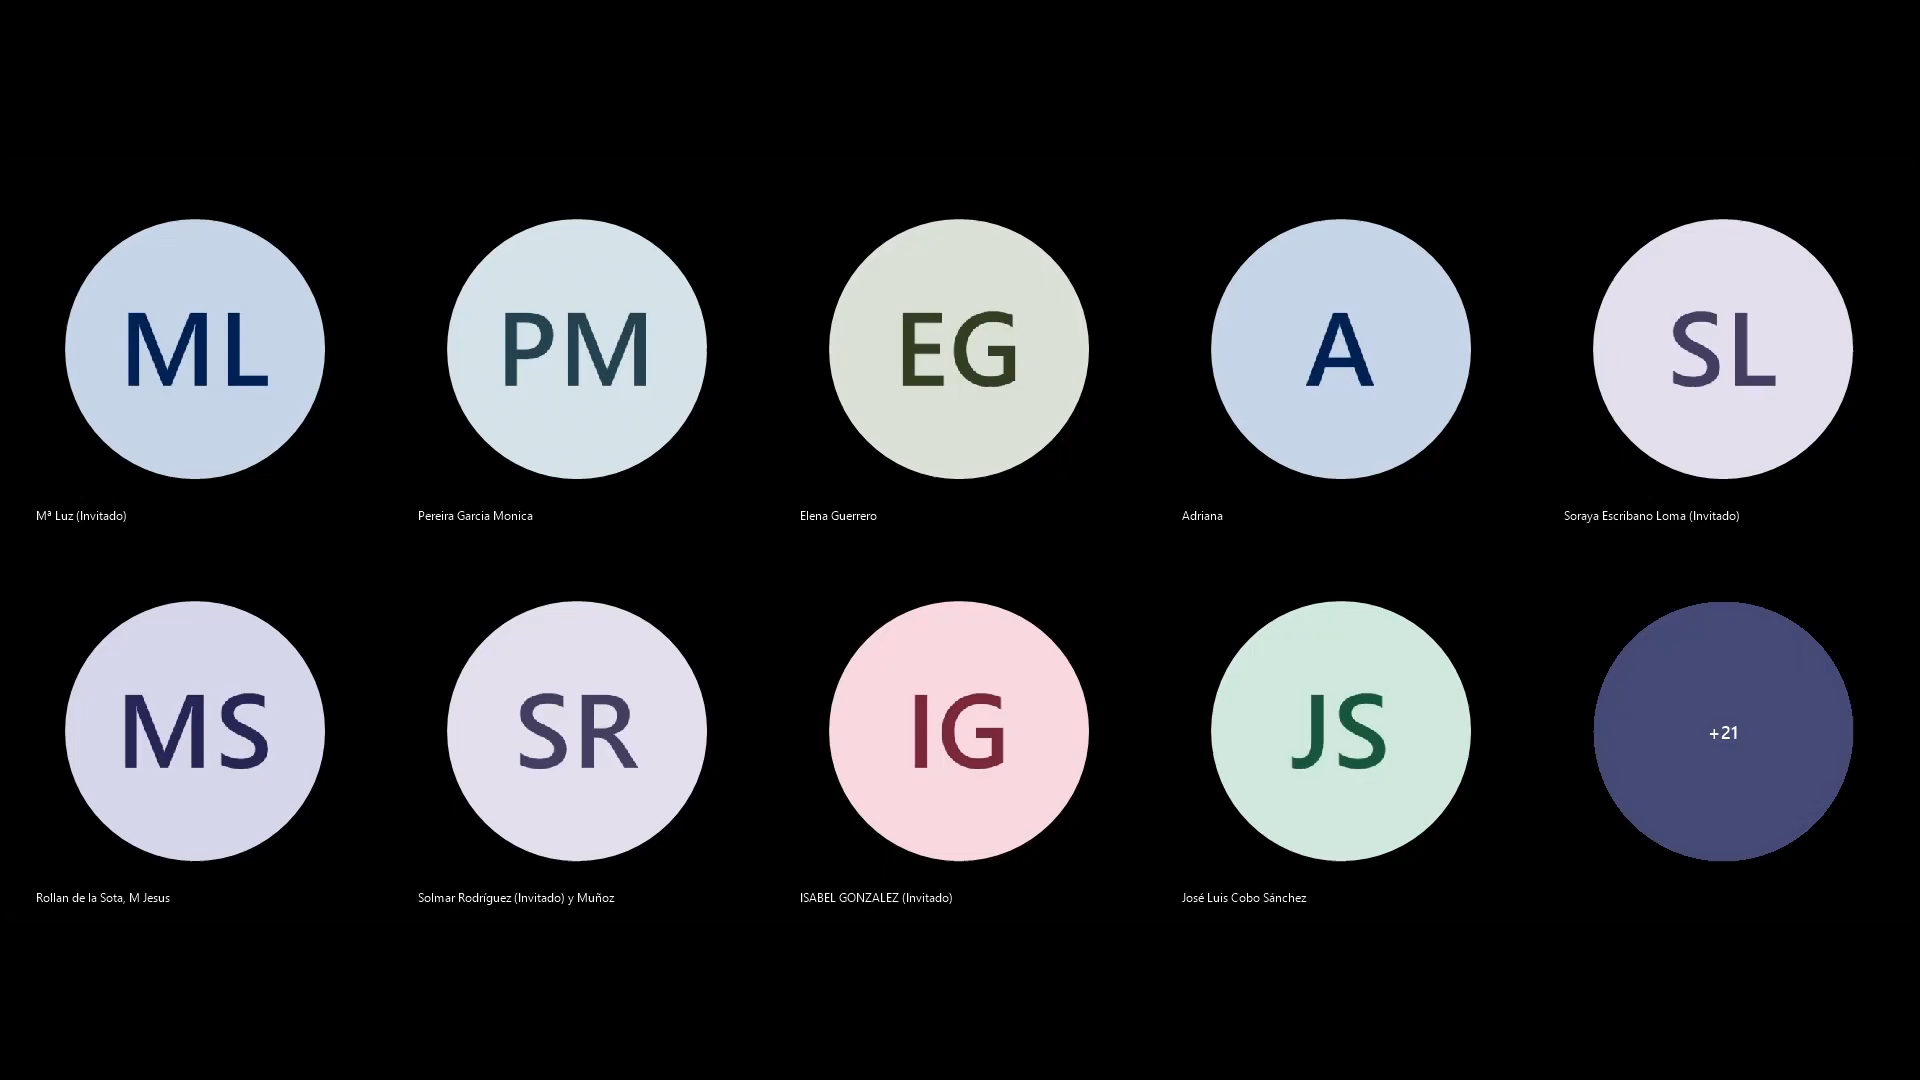 ML
PM
EG
A
SL
Mª Luz (Invitado)
Pereira Garcia Monica
Elena Guerrero
Adriana
Soraya Escribano Loma (Invitado)
MS
SR
IG
JS
+21
Rollan de la Sota, M Jesus
Solmar Rodríguez (Invitado) y Muñoz
ISABEL GONZALEZ (Invitado)
José Luis Cobo Sánchez